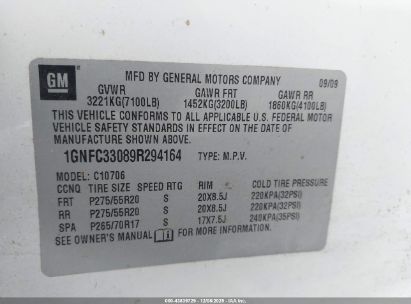 GM
MFD BY GENERAL MOTORS COMPANY 09/09
GVWR GAWR FRT GAWR RR
3221KG(7100LB) 1452KG(3200LB) 1860KG(4100LB)
THIS VEHICLE CONFORMS TO ALL APPLICABLE U.S. FEDERAL MOTOR
VEHICLE SAFETY STANDARDS IN EFFECT ON THE DATE OF
MANUFACTURE SHOWN ABOVE.
1GNFC33089R294164 TYPE: M.P.V.
MODEL: C10706
CCNQ TIRE SIZE SPEED RTG RIM COLD TIRE PRESSURE
FRT P275/55R20 S 20X8.5J 220KPA(32PSI)
RR P275/55R20 S 20X8.5J 220KPA(32PSI)
SPA P265/70R17 S 17X7.5J 240KPA(35PSI)
SEE OWNER'S MANUAL FOR MORE INFORMATION.